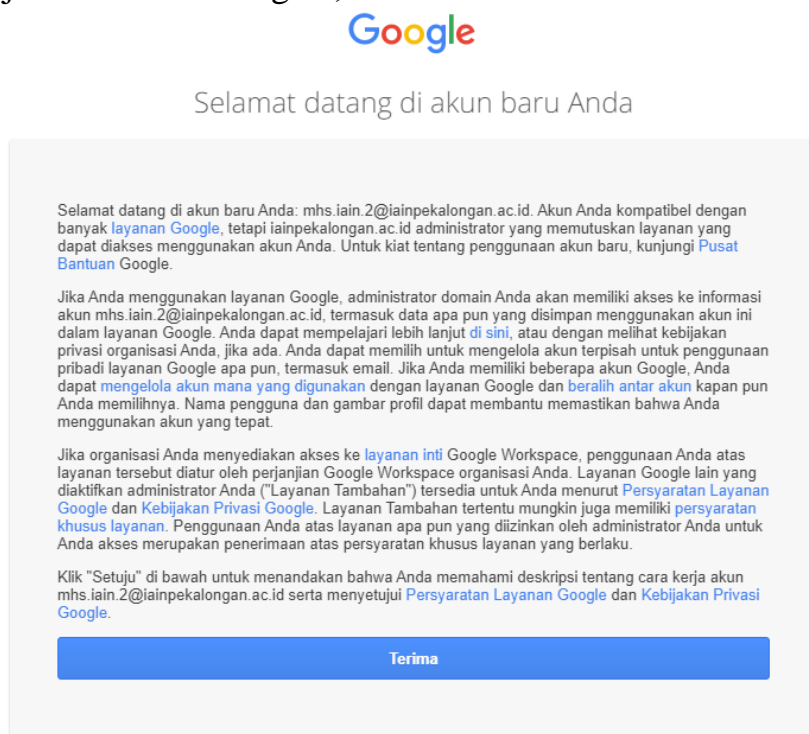 Google
Selamat datang di akun baru Anda
Selamat datang di akun baru Anda: mhs.iain.2@iainpekalongan.ac.id. Akun Anda kompatibel dengan
banyak layanan Google, tetapi iainpekalongan.ac.id administrator yang memutuskan layanan yang
dapat diakses menggunakan akun Anda. Untuk kiat tentang penggunaan akun baru, kunjungi Pusat
Bantuan Google.
Jika Anda menggunakan layanan Google, administrator domain Anda akan memiliki akses ke informasi
akun mhs.iain.2@iainpekalongan.ac.id, termasuk data apa pun yang disimpan menggunakan akun ini
dalam layanan Google. Anda dapat mempelajari lebih lanjut di sini, atau dengan melihat kebijakan
privasi organisasi Anda, jika ada. Anda dapat memilih untuk mengelola akun terpisah untuk penggunaan
pribadi layanan Google apa pun, termasuk email. Jika Anda memiliki beberapa akun Google, Anda
dapat mengelola akun mana yang digunakan dengan layanan Google dan beralih antar akun kapan pun
Anda memilihnya. Nama pengguna dan gambar profil dapat membantu memastikan bahwa Anda
menggunakan akun yang tepat.
Jika organisasi Anda menyediakan akses ke layanan inti Google Workspace, penggunaan Anda atas
layanan tersebut diatur oleh perjanjian Google Workspace organisasi Anda. Layanan Google lain yang
diaktifkan administrator Anda ("Layanan Tambahan") tersedia untuk Anda menurut Persyaratan Layanan
Google dan Kebijakan Privasi Google. Layanan Tambahan tertentu mungkin juga memiliki persyaratan
khusus layanan. Penggunaan Anda atas layanan apa pun yang diizinkan oleh administrator Anda untuk
Anda akses merupakan penerimaan atas persyaratan khusus layanan yang berlaku.
Klik "Setuju" di bawah untuk menandakan bahwa Anda memahami deskripsi tentang cara kerja akun
mhs.iain.2@iainpekalongan.ac.id serta menyetujui Persyaratan Layanan Google dan Kebijakan Privasi
Google.
Terima